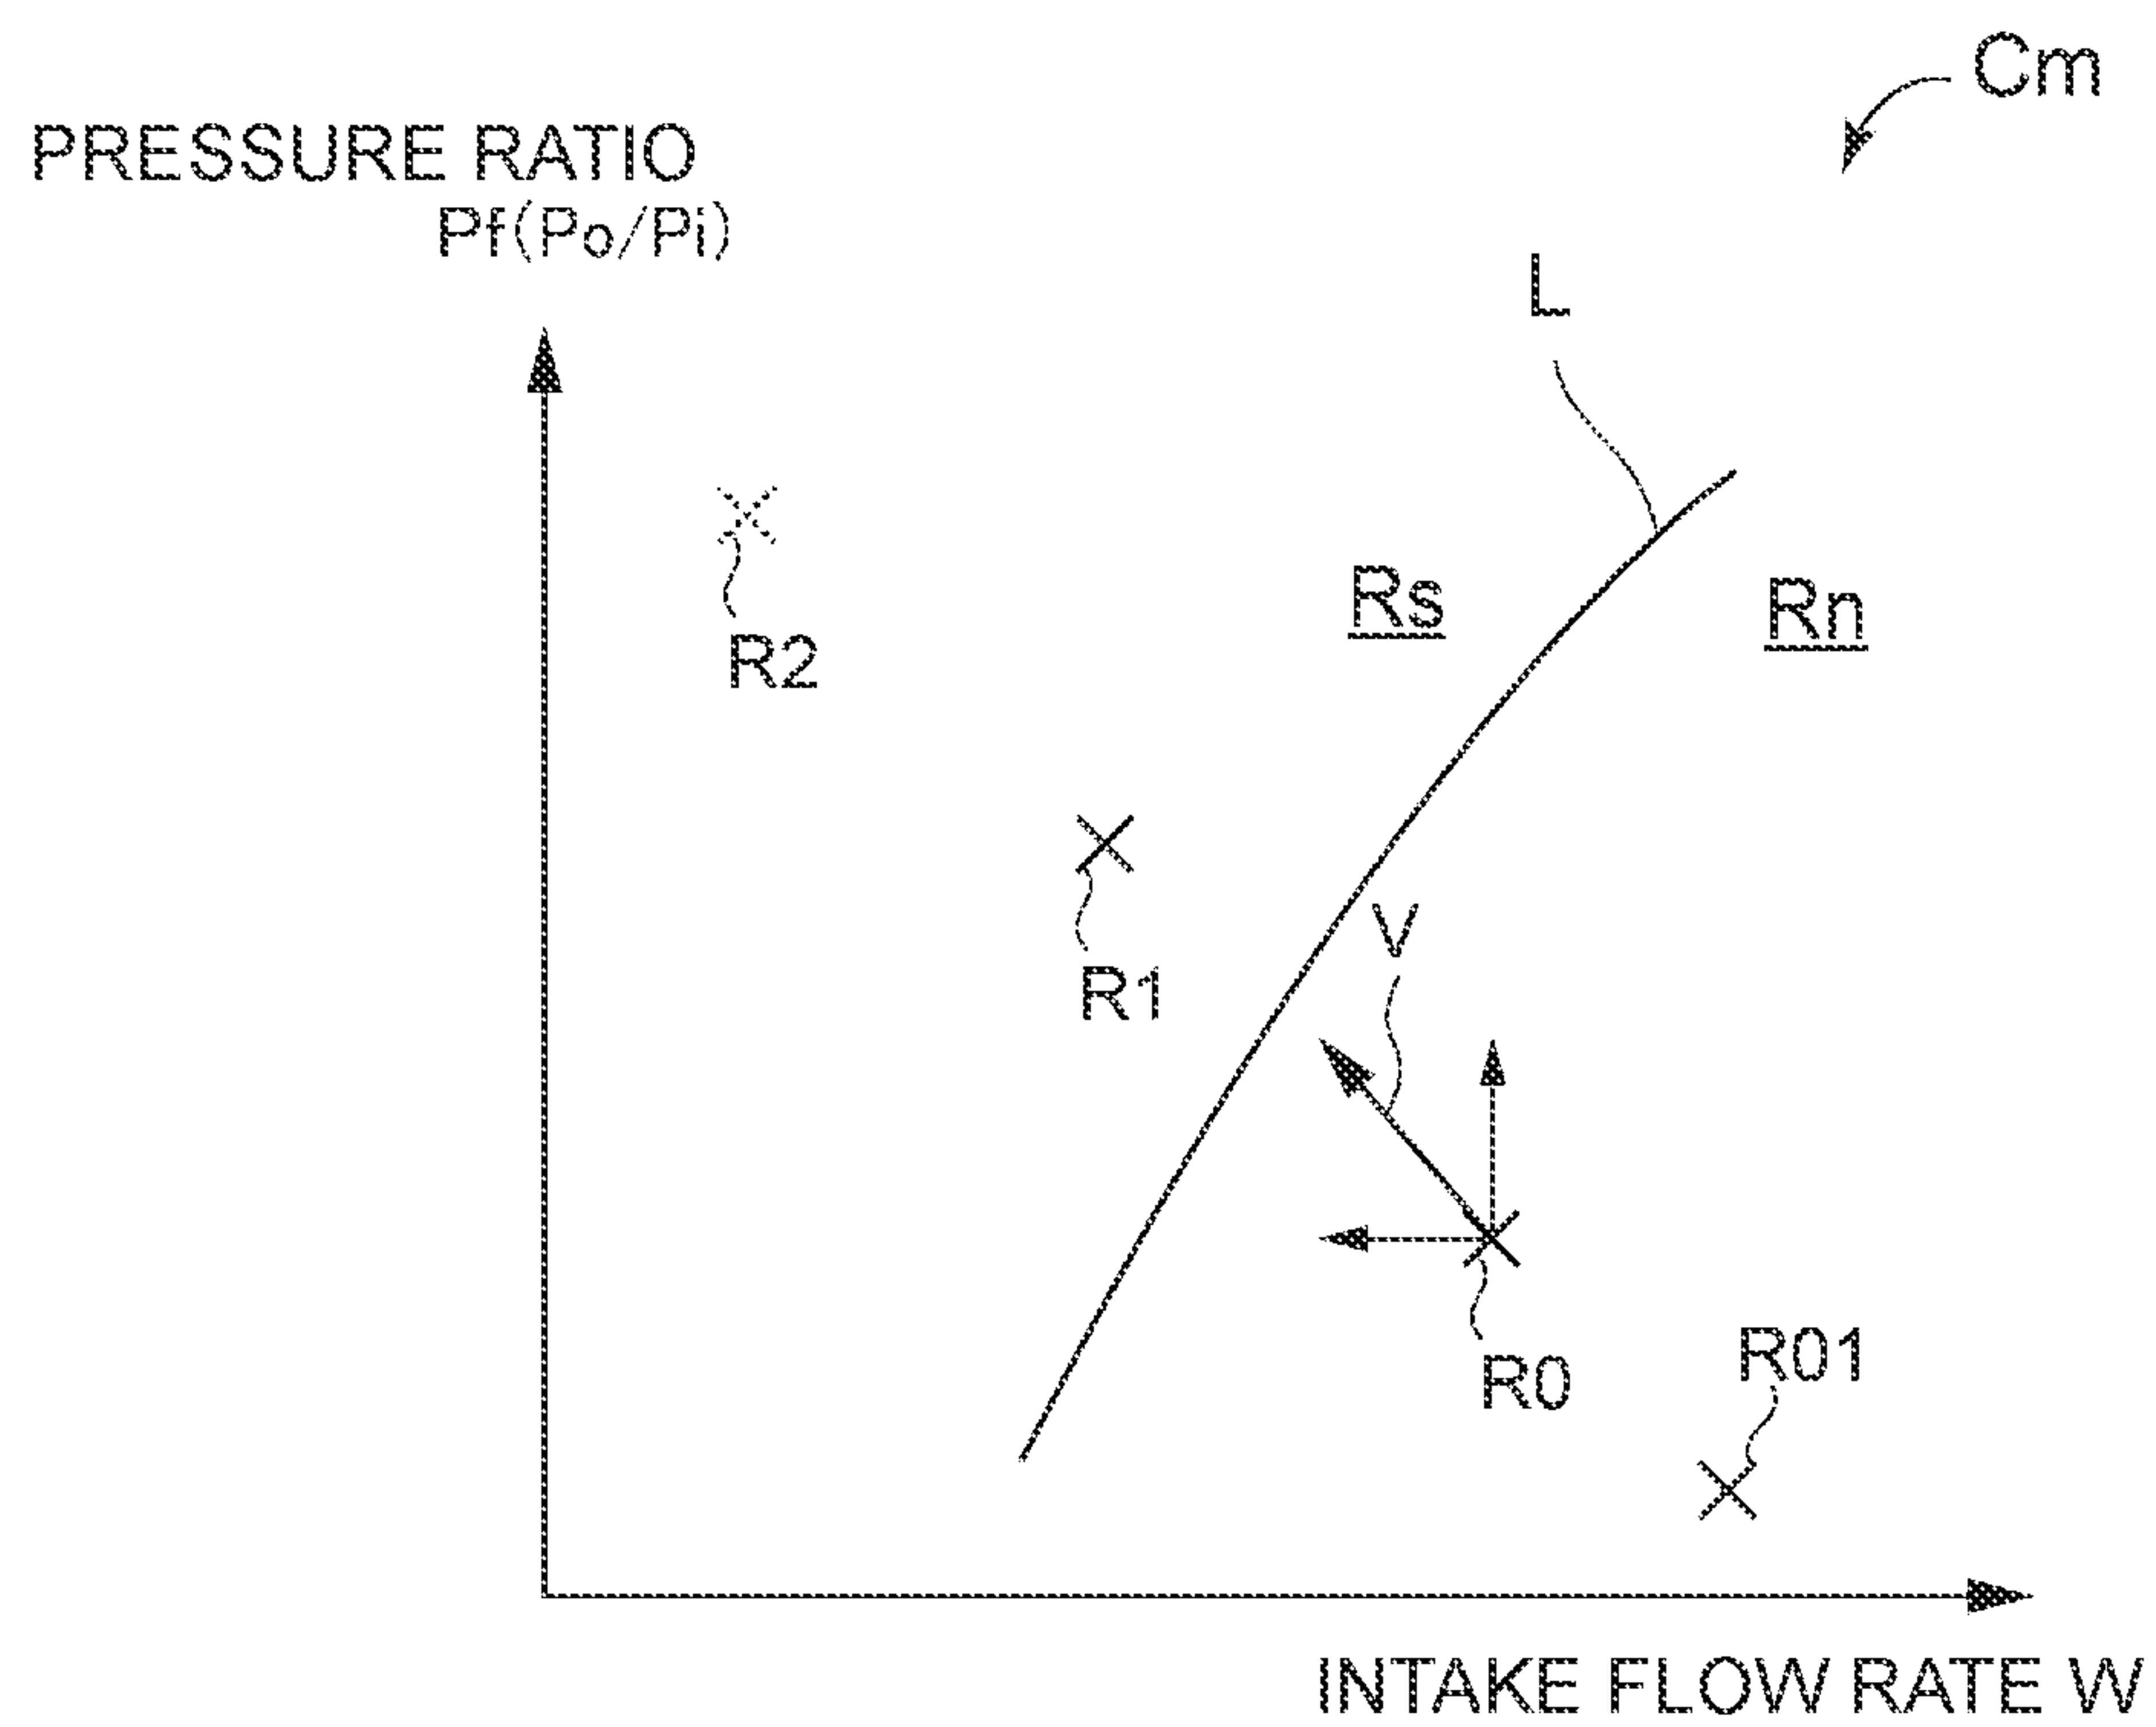 Cm
PRESSURE RATIO
Pf(Po/Pi)
L
Rs
Rn
R2
V
R1
R01
R0
INTAKE FLOW RATE W